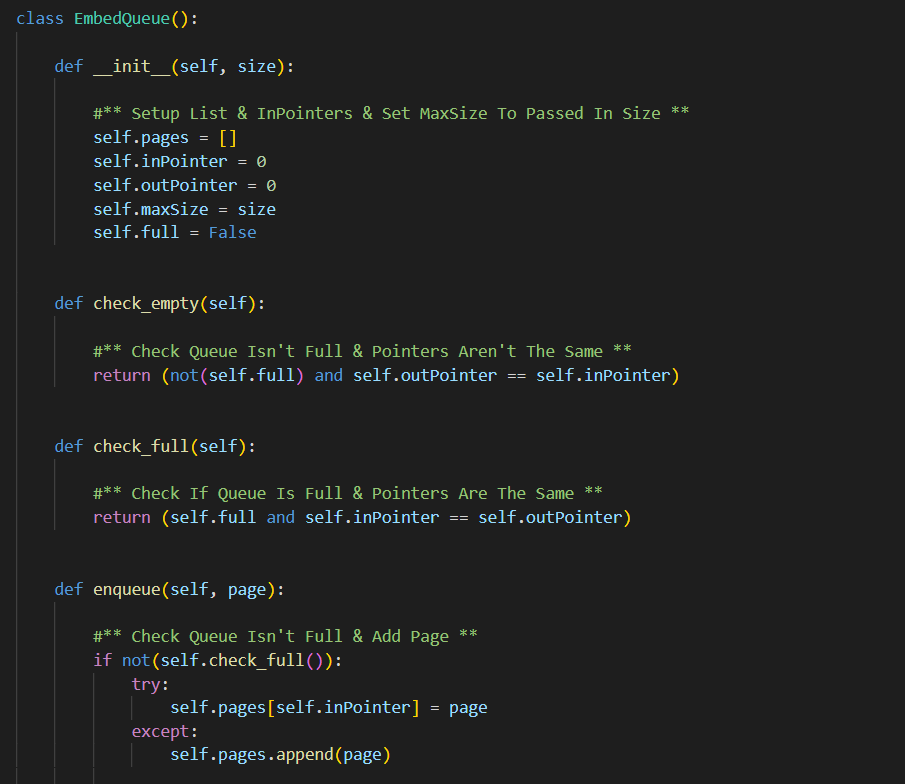 class EmbedQueue():
def __init__(self, size):
#** Setup List & InPointers & Set MaxSize To Passed In Size **
self.pages = []
self.inPointer = 0
self.outPointer = 0
self.maxSize = size
self.full = False
def check_empty(self):
#** Check Queue Isn't Full & Pointers Aren't The Same **
return (not(self.full) and self.outPointer == self.inPointer)
def check_full(self):
#** Check If Queue Is Full & Pointers Are The Same **
return (self.full and self.inPointer == self.outPointer)
def enqueue(self, page):
#** Check Queue Isn't Full & Add Page **
if not(self.check_full()):
try:
self.pages[self.inPointer] = page
except:
self.pages.append(page)